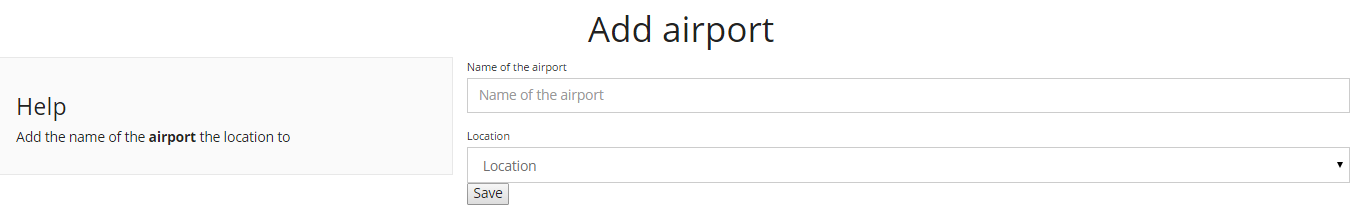 Add airport
Help
Add the name of the airport the location to
Name of the airport
Name of the airport
Location
Location
Save